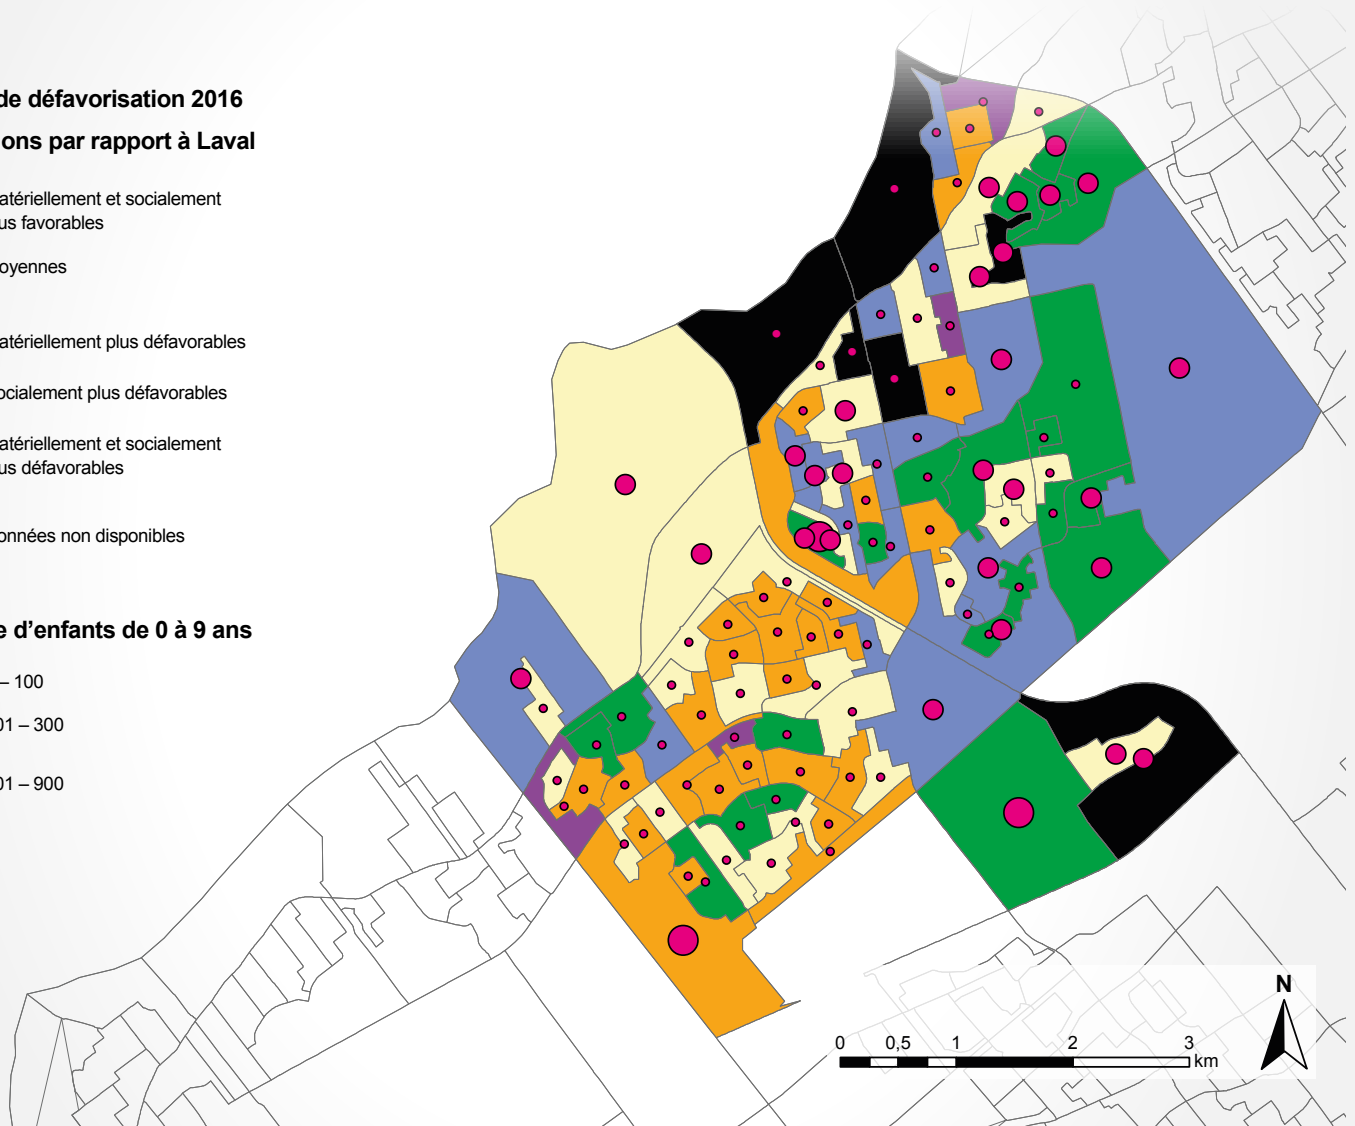 de défavorisation 2016
ons par rapport à Laval
atériellement et socialement
us favorables
oyennes
atériellement plus défavorables
ocialement plus défavorables
atériellement et socialement
us défavorables
onnées non disponibles
e d’enfants de 0 à 9 ans
– 100
01 – 300
01 – 900
N
0 0,5 1 2 3
km